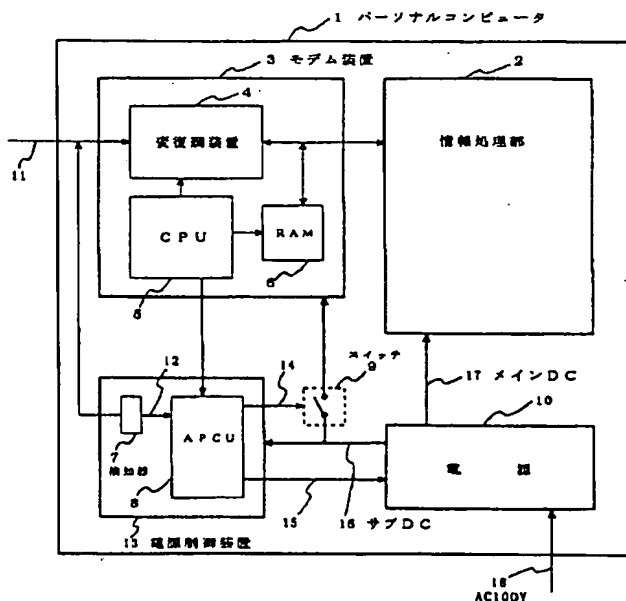 1 パーソナルコンピュータ
3 モデム装置
2
4
変復調装置
情報処理部
11
CPU
RAM
5
6
スイッチ
9
17 メインDC
10
12
14
APCU
7
検知器
8
電 源
15
16 サブDC
13 電源制御装置
18
AC100V